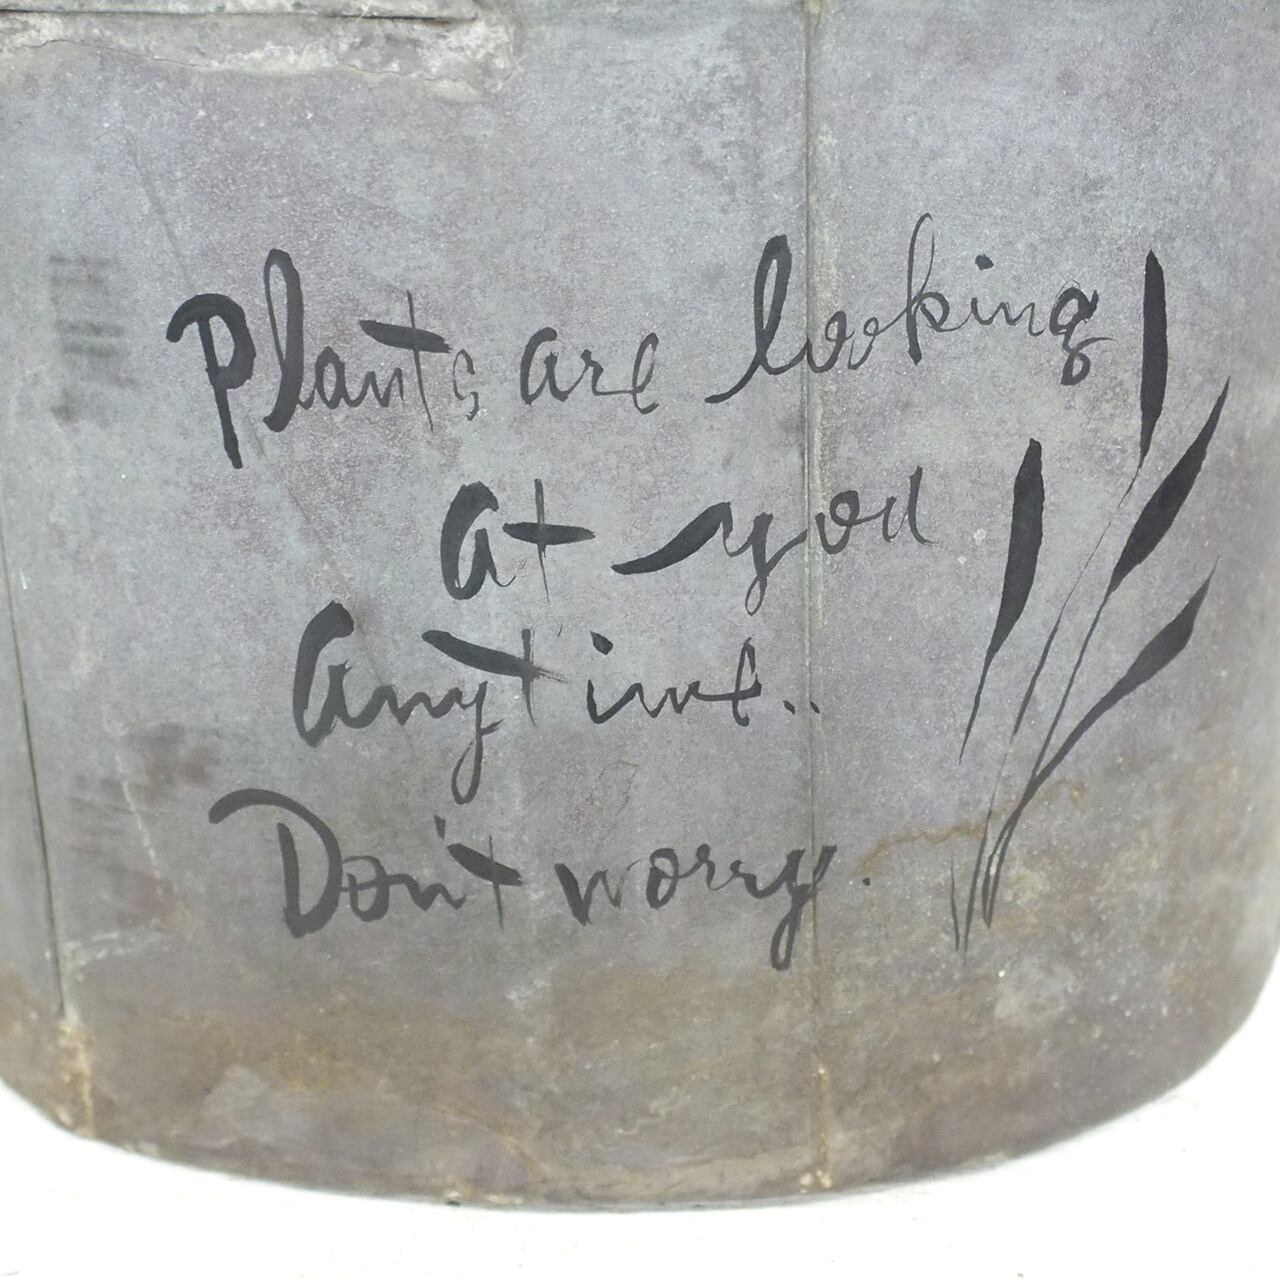 Plants are looking
at you
anytime..
Don't worry.